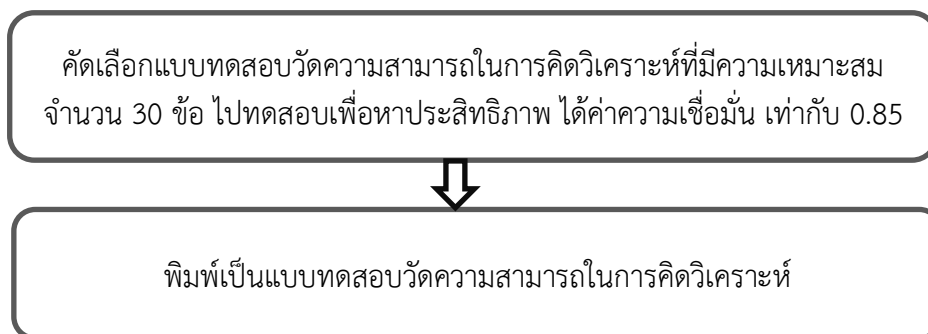 คัดเลือกแบบทดสอบวัดความสามารถในการคิดวิเคราะห์ที่มีความเหมาะสม
จำนวน 30 ข้อ ไปทดสอบเพื่อหาประสิทธิภาพ ได้ค่าความเชื่อมั่น เท่ากับ 0.85
พิมพ์เป็นแบบทดสอบวัดความสามารถในการคิดวิเคราะห์